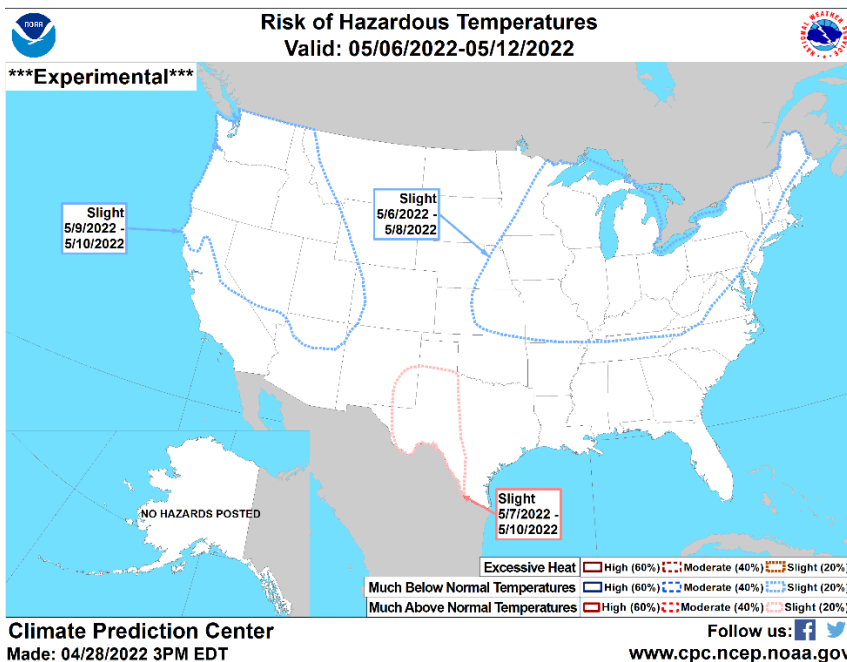 NOAA
Risk of Hazardous Temperatures
Valid: 05/06/2022-05/12/2022
NATIONAL WEATHER SERVICE
***Experimental***
Slight
5/9/2022 -
5/10/2022
Slight
5/6/2022 -
5/8/2022
Slight
5/7/2022 -
5/10/2022
NO HAZARDS POSTED
Excessive Heat High (60%) Moderate (40%) Slight (20%)
Much Below Normal Temperatures High (60%) Moderate (40%) Slight (20%)
Much Above Normal Temperatures High (60%) Moderate (40%) Slight (20%)
Climate Prediction Center
Made: 04/28/2022 3PM EDT
Follow us:
www.cpc.ncep.noaa.gov